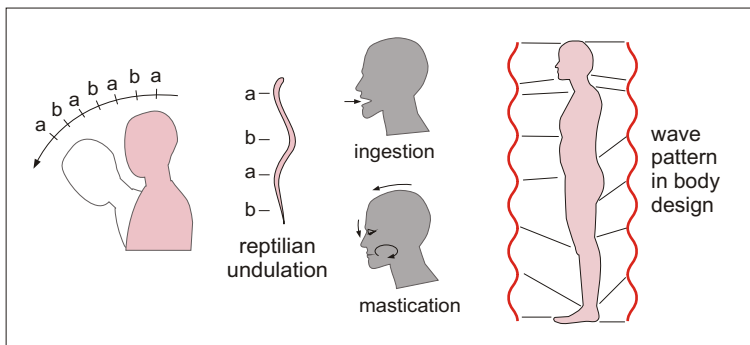 a b a b a b a
a
b
a
b
reptilian
undulation
ingestion
mastication
wave
pattern
in body
design